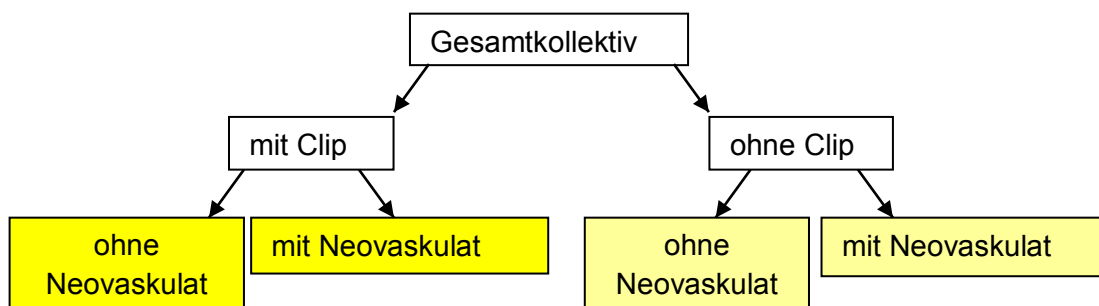 Gesamtkollektiv
mit Clip
ohne Clip
ohne
Neovaskulat
mit Neovaskulat
ohne
Neovaskulat
mit Neovaskulat